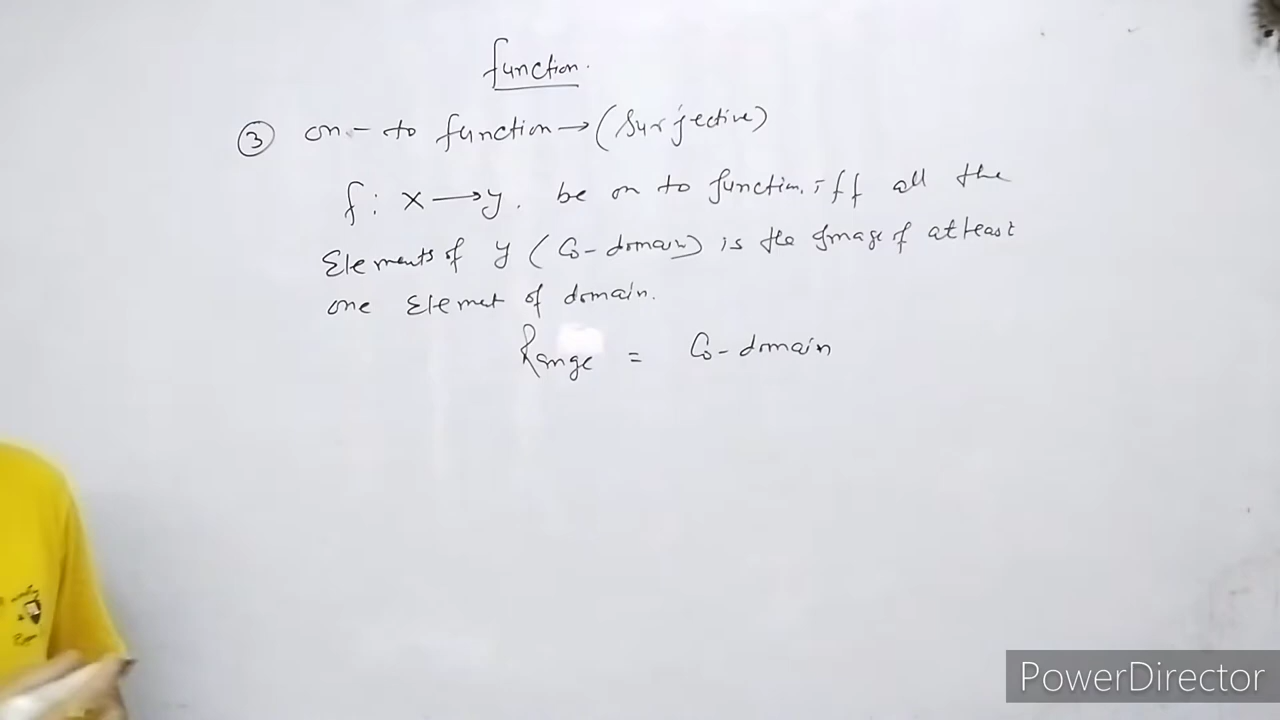 function.
③ on-to function→(Surjective)
f: x→y. be on to function. iff all the
Elements of y (Co-domain) is the Image of atleast
one Elemet of domain.
Range = Co-domain
PowerDirector